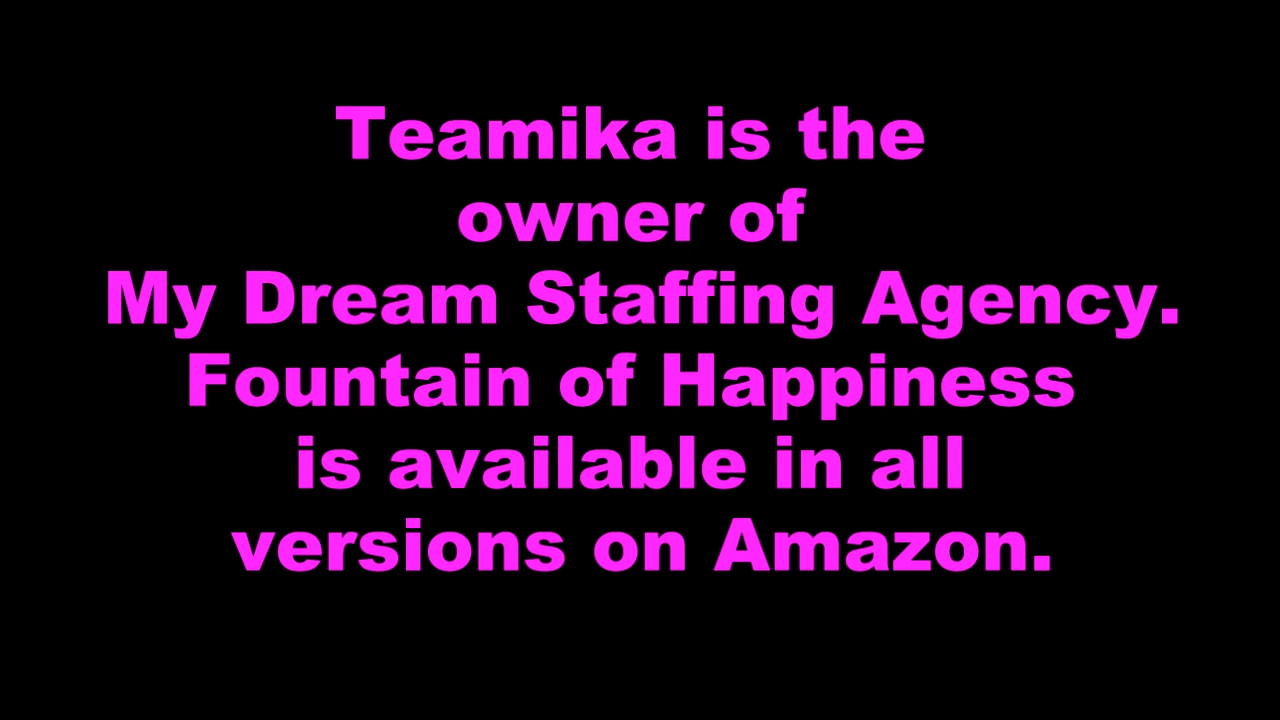 Teamika is the
owner of
My Dream Staffing Agency.
Fountain of Happiness
is available in all
versions on Amazon.